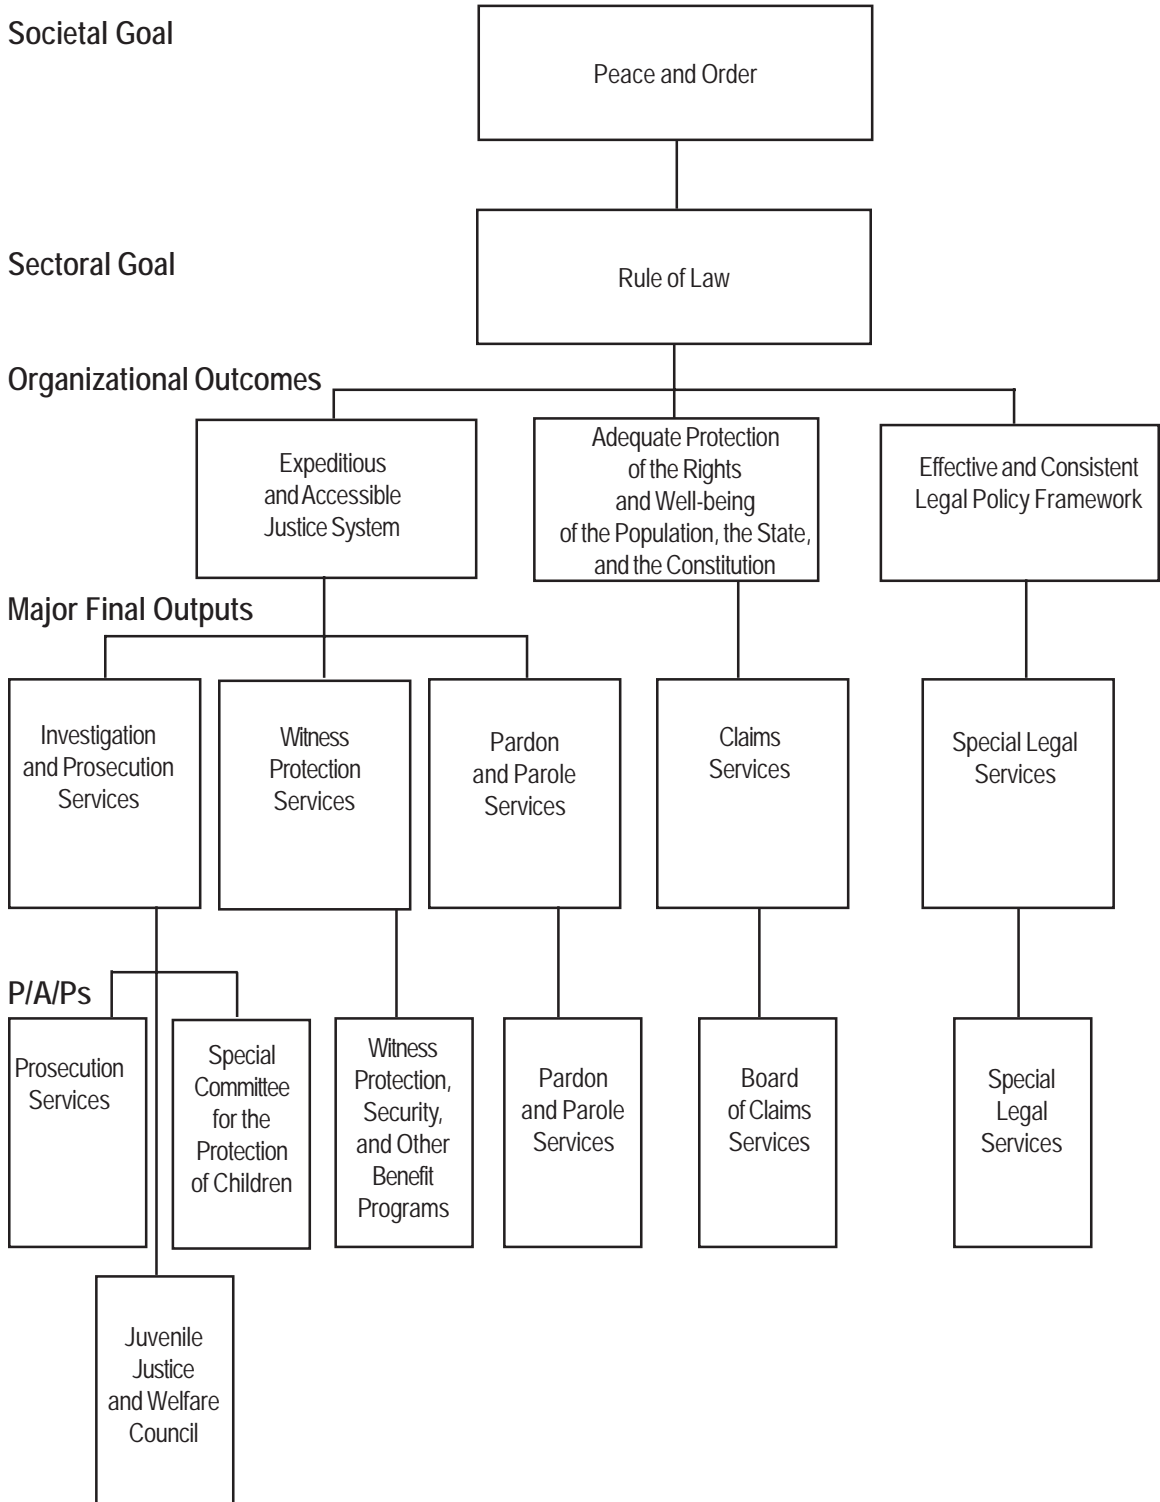 Societal Goal
Peace and Order
Sectoral Goal
Rule of Law
Organizational Outcomes
Expeditious
and Accessible
Justice System
Adequate Protection
of the Rights
and Well-being
of the Population, the State,
and the Constitution
Effective and Consistent
Legal Policy Framework
Major Final Outputs
Investigation
and Prosecution
Services
Witness
Protection
Services
Pardon
and Parole
Services
Claims
Services
Special Legal
Services
P/A/Ps
Prosecution
Services
Special
Committee
for the
Protection
of Children
Witness
Protection,
Security,
and Other
Benefit
Programs
Pardon
and Parole
Services
Board
of Claims
Services
Special
Legal
Services
Juvenile
Justice
and Welfare
Council